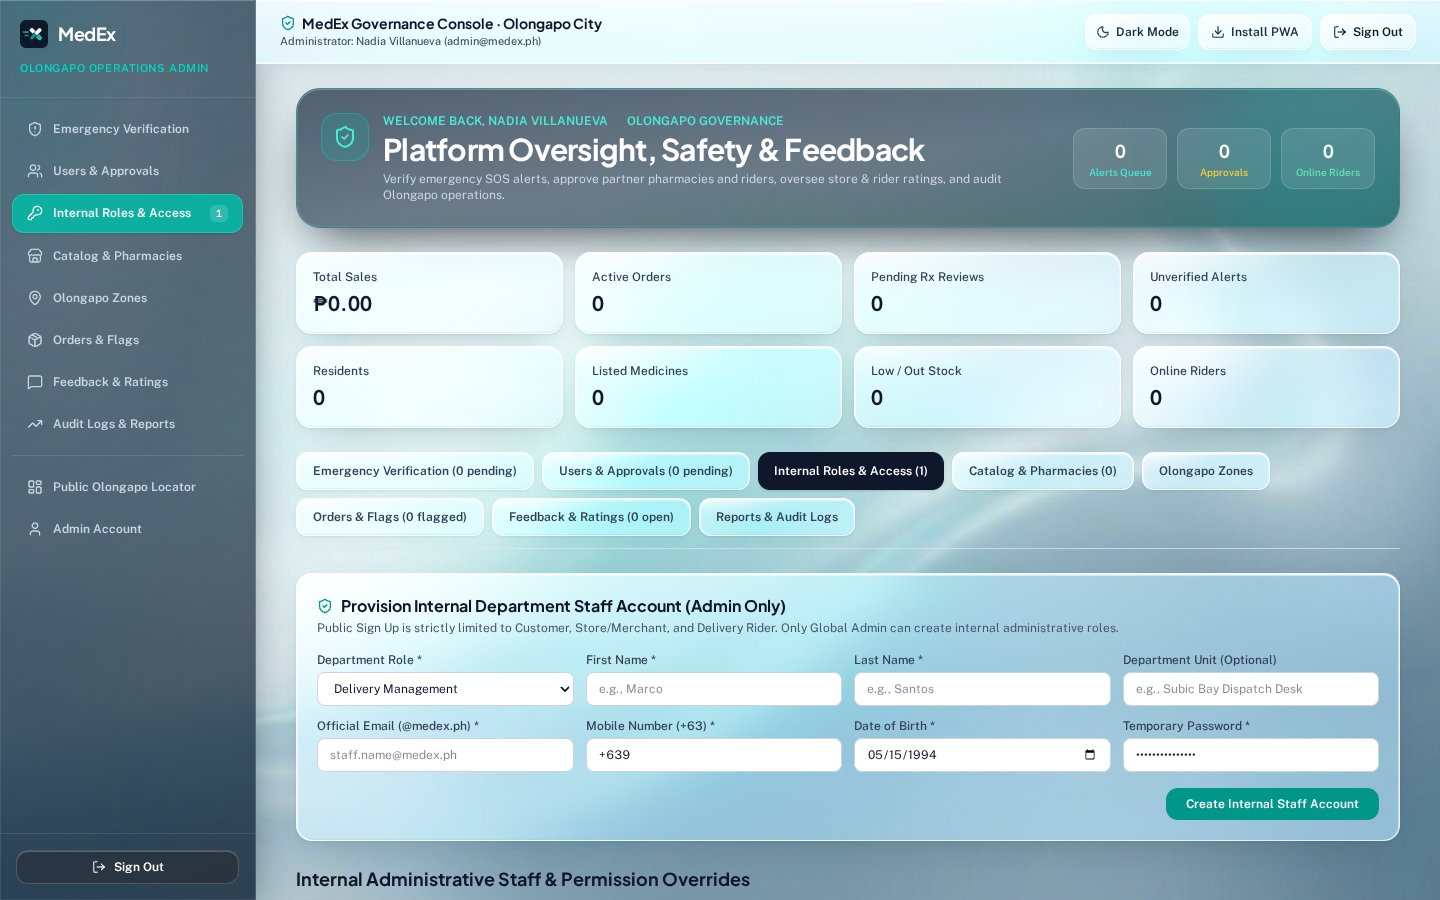 MedEx
OLONGAPO OPERATIONS ADMIN
Emergency Verification
Users & Approvals
Internal Roles & Access 1
Catalog & Pharmacies
Olongapo Zones
Orders & Flags
Feedback & Ratings
Audit Logs & Reports
Public Olongapo Locator
Admin Account
Sign Out
MedEx Governance Console · Olongapo City
Administrator: Nadia Villanueva (admin@medex.ph)
Dark Mode
Install PWA
Sign Out
WELCOME BACK, NADIA VILLANUEVA OLONGAPO GOVERNANCE
Platform Oversight, Safety & Feedback
Verify emergency SOS alerts, approve partner pharmacies and riders, oversee store & rider ratings, and audit
Olongapo operations.
0
Alerts Queue
0
Approvals
0
Online Riders
Total Sales
₱0.00
Active Orders
0
Pending Rx Reviews
0
Unverified Alerts
0
Residents
0
Listed Medicines
0
Low / Out Stock
0
Online Riders
0
Emergency Verification (0 pending)
Users & Approvals (0 pending)
Internal Roles & Access (1)
Catalog & Pharmacies (0)
Olongapo Zones
Orders & Flags (0 flagged)
Feedback & Ratings (0 open)
Reports & Audit Logs
Provision Internal Department Staff Account (Admin Only)
Public Sign Up is strictly limited to Customer, Store/Merchant, and Delivery Rider. Only Global Admin can create internal administrative roles.
Department Role *
Delivery Management
First Name *
e.g., Marco
Last Name *
e.g., Santos
Department Unit (Optional)
e.g., Subic Bay Dispatch Desk
Official Email (@medex.ph) *
staff.name@medex.ph
Mobile Number (+63) *
+639
Date of Birth *
05/15/1994
Temporary Password *
•••••••••••••••
Create Internal Staff Account
Internal Administrative Staff & Permission Overrides